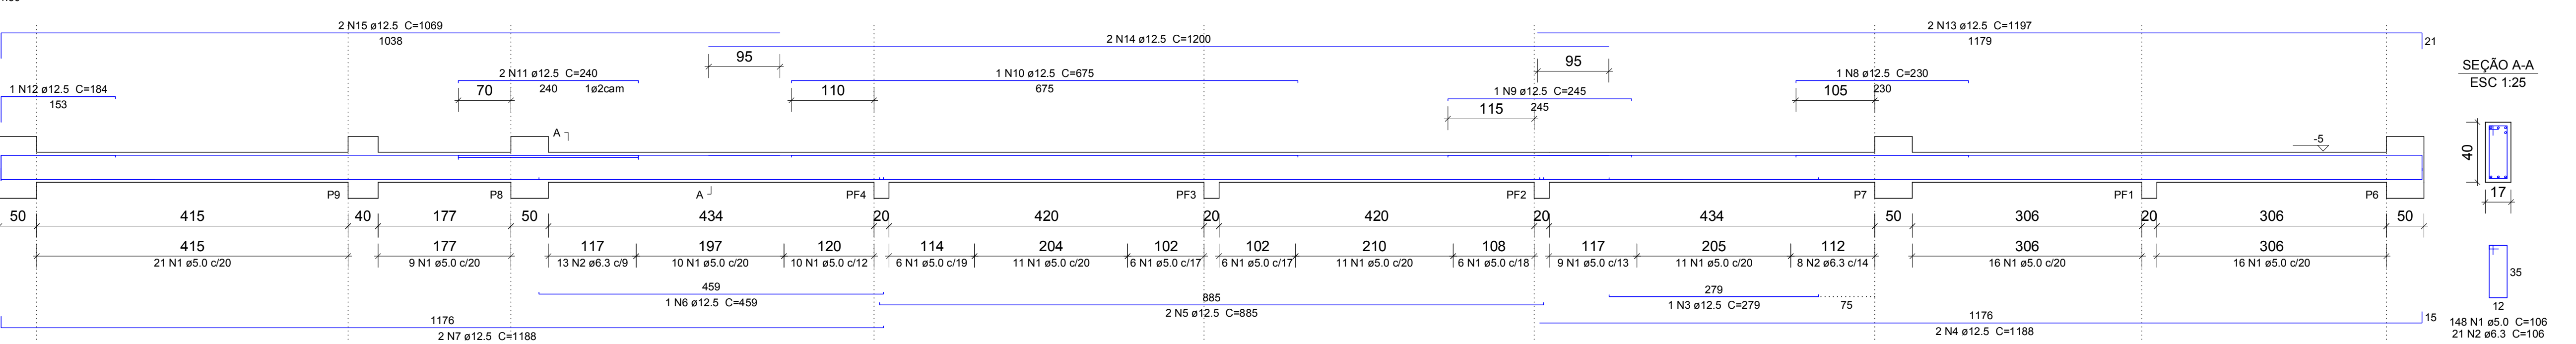 2 N15 ø12.5 C=1069
1038
2 N14 ø12.5 C=1200
2 N13 ø12.5 C=1197
1179
21
95
95
2 N11 ø12.5 C=240
240 1ø2cam
70
1 N10 ø12.5 C=675
675
110
1 N8 ø12.5 C=230
230
105
1 N12 ø12.5 C=184
153
1 N9 ø12.5 C=245
245
115
SEÇÃO A-A
ESC 1:25
A
-5
40
17
P9
P8
A
PF4
PF3
PF2
P7
PF1
P6
50 415 40 177 50 434 20 420 20 420 20 434 50 306 20 306 50
415 177 117 197 120 114 204 102 102 210 108 117 205 112 306 306
21 N1 ø5.0 c/20
9 N1 ø5.0 c/20
13 N2 ø6.3 c/9
10 N1 ø5.0 c/20
10 N1 ø5.0 c/12
6 N1 ø5.0 c/19
11 N1 ø5.0 c/20
6 N1 ø5.0 c/17
6 N1 ø5.0 c/17
11 N1 ø5.0 c/20
6 N1 ø5.0 c/18
9 N1 ø5.0 c/13
11 N1 ø5.0 c/20
8 N2 ø6.3 c/14
16 N1 ø5.0 c/20
16 N1 ø5.0 c/20
459
1 N6 ø12.5 C=459
885
2 N5 ø12.5 C=885
279
1 N3 ø12.5 C=279
75
1176
2 N7 ø12.5 C=1188
1176
2 N4 ø12.5 C=1188
15
35
12
148 N1 ø5.0 C=106
21 N2 ø6.3 C=106